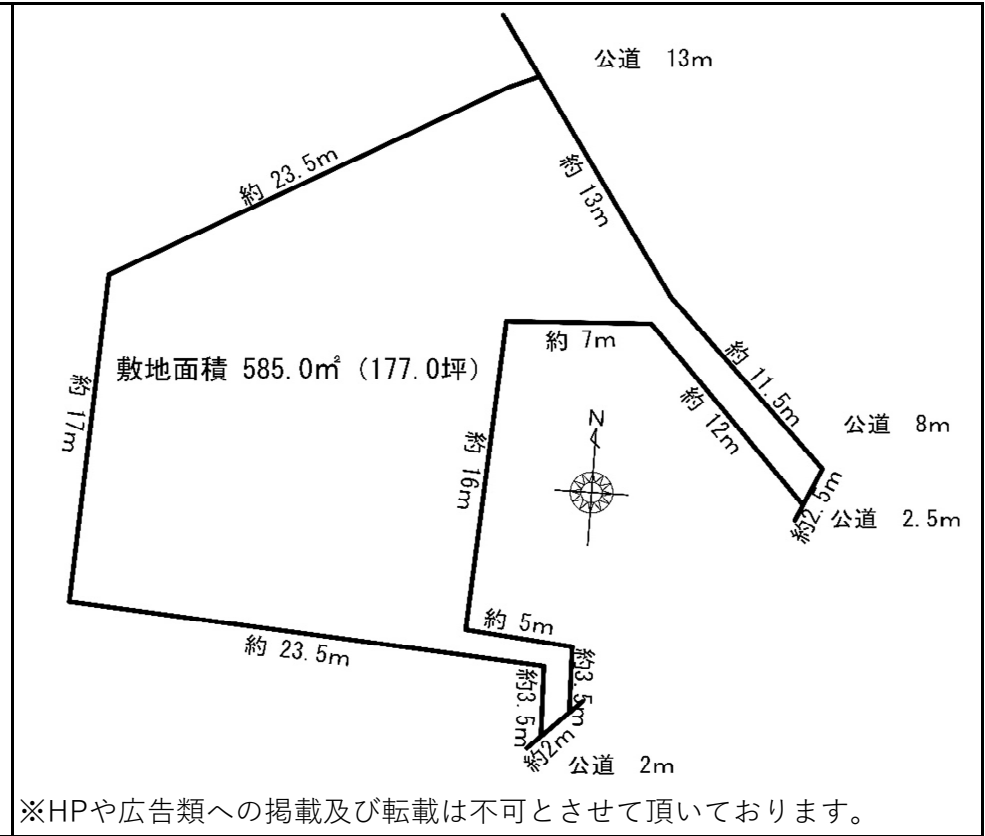 公道　13m
約 23.5m
約 13m
敷地面積 585.0㎡（177.0坪）
約 7m
約 11.5m
約 12m
公道　8m
約 17m
約 16m
N
約2.5m
公道　2.5m
約 5m
約 23.5m
約3.5m
約3.5m
約2m
公道　2m
※HPや広告類への掲載及び転載は不可とさせて頂いております。